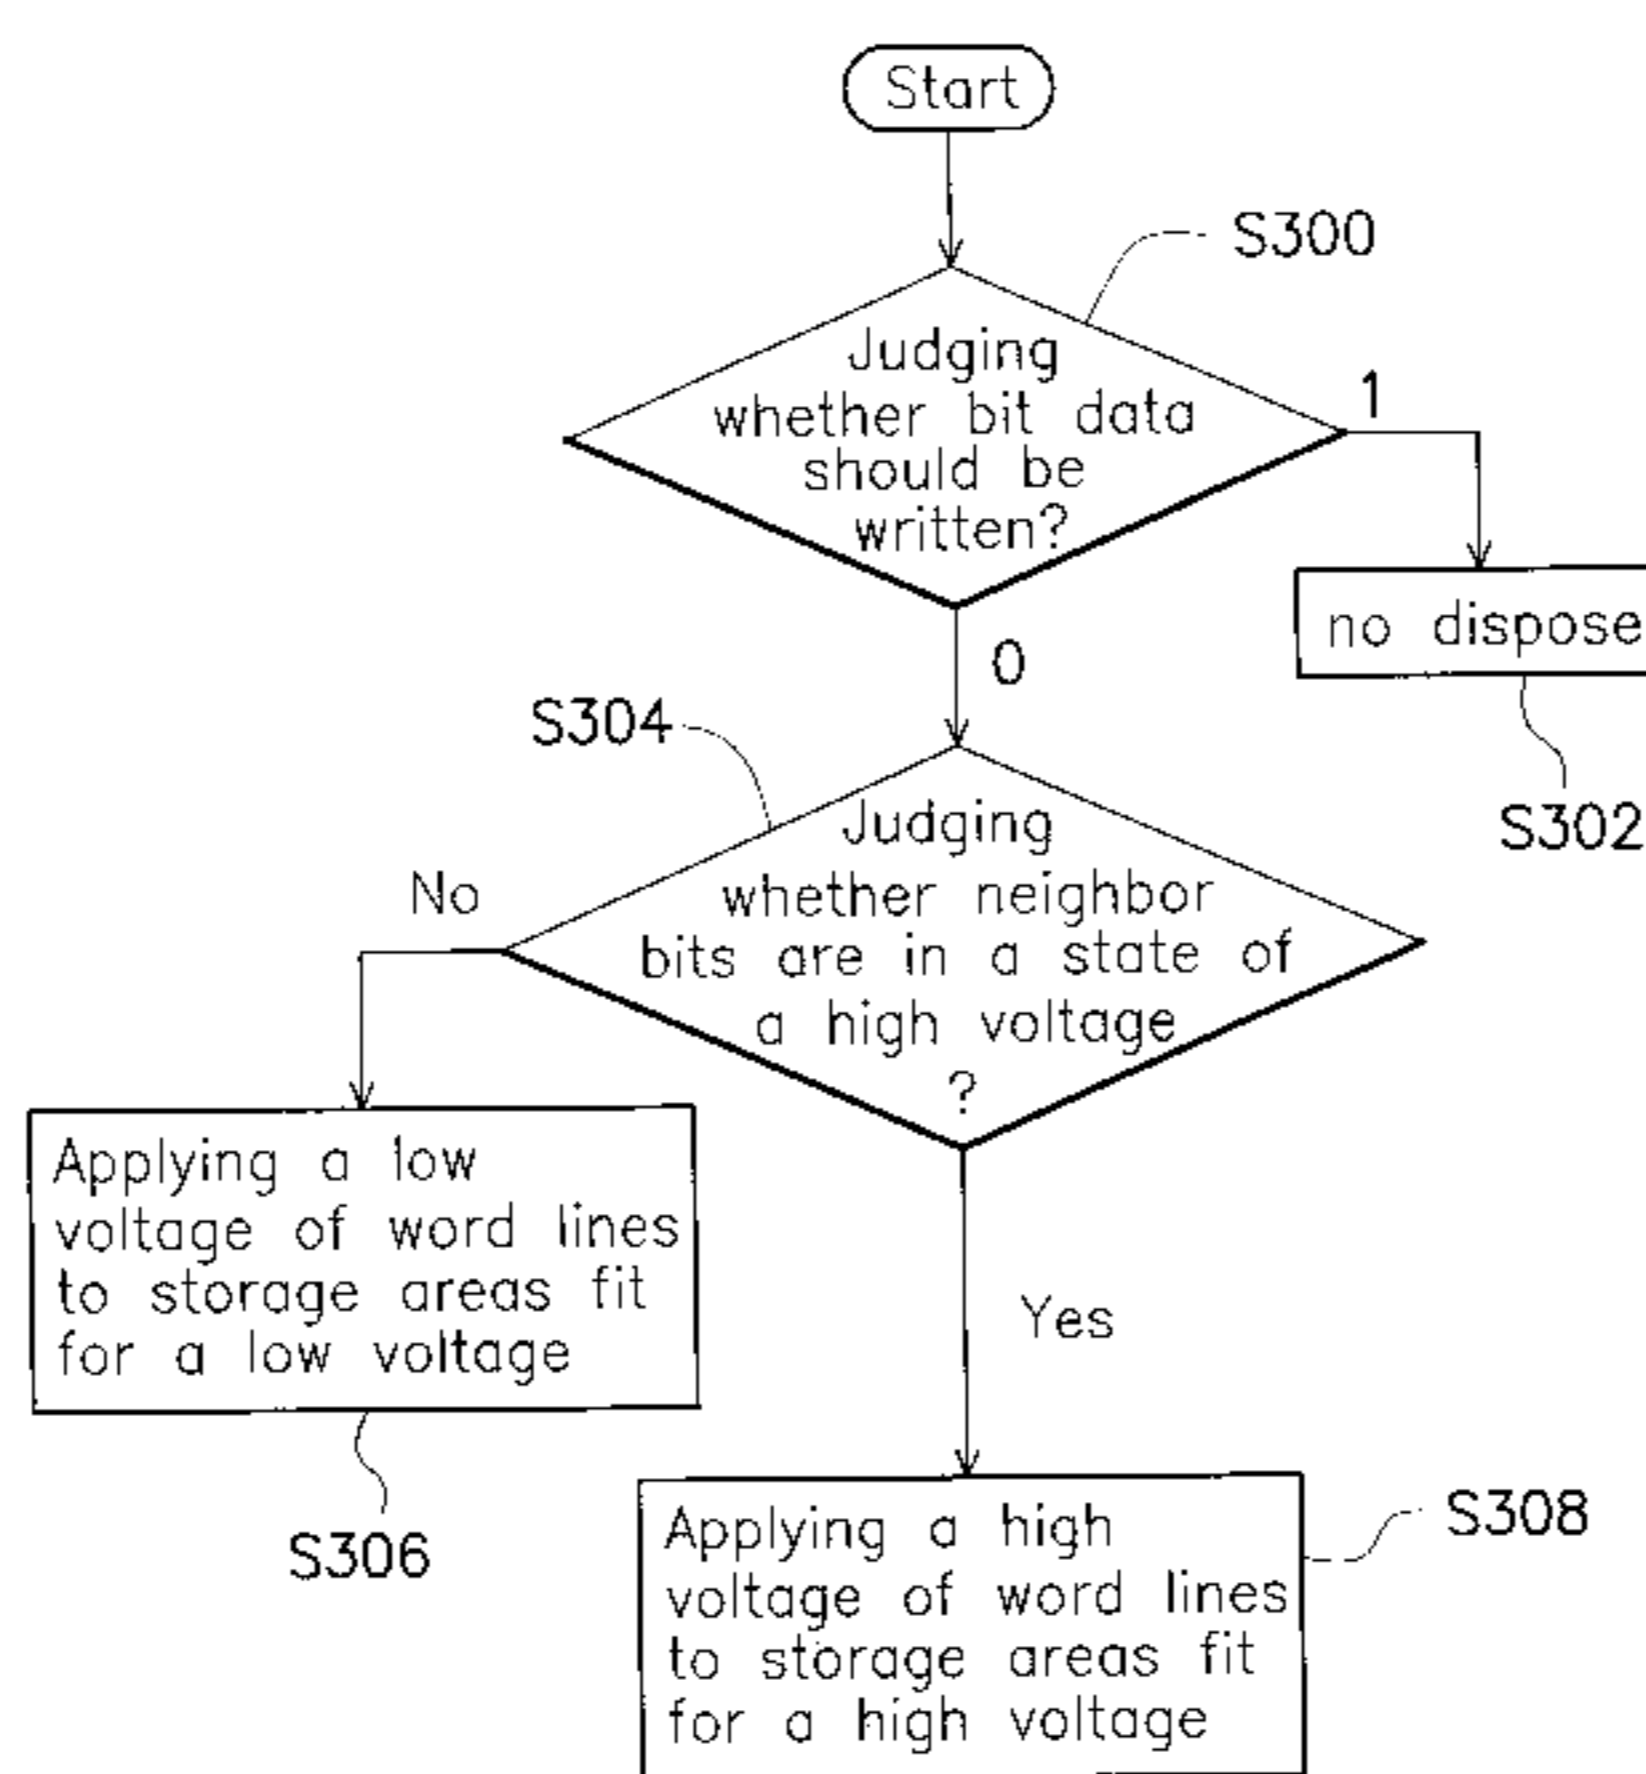 Start
S300
Judging
whether bit data
should be
written?
1
no dispose
0
S302
S304
Judging
whether neighbor
bits are in a state of
a high voltage
?
No
Applying a low
voltage of word lines
to storage areas fit
for a low voltage
Yes
S306
Applying a high
voltage of word lines
to storage areas fit
for a high voltage
S308